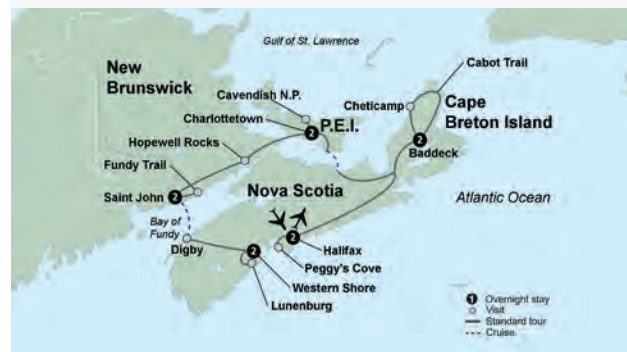 Gulf of St. Lawrence
Cabot Trail
New
Brunswick
Cavendish N.P.
Cheticamp
Cape
Breton Island
Charlottetown
2
P.E.I.
Hopewell Rocks
2
Baddeck
Fundy Trail
Saint John
2
Nova Scotia
Atlantic Ocean
Bay of
Fundy
Digby
2
2
Halifax
Peggy's Cove
Western Shore
Lunenburg
1 Overnight stay
Visit
Standard tour
Cruise